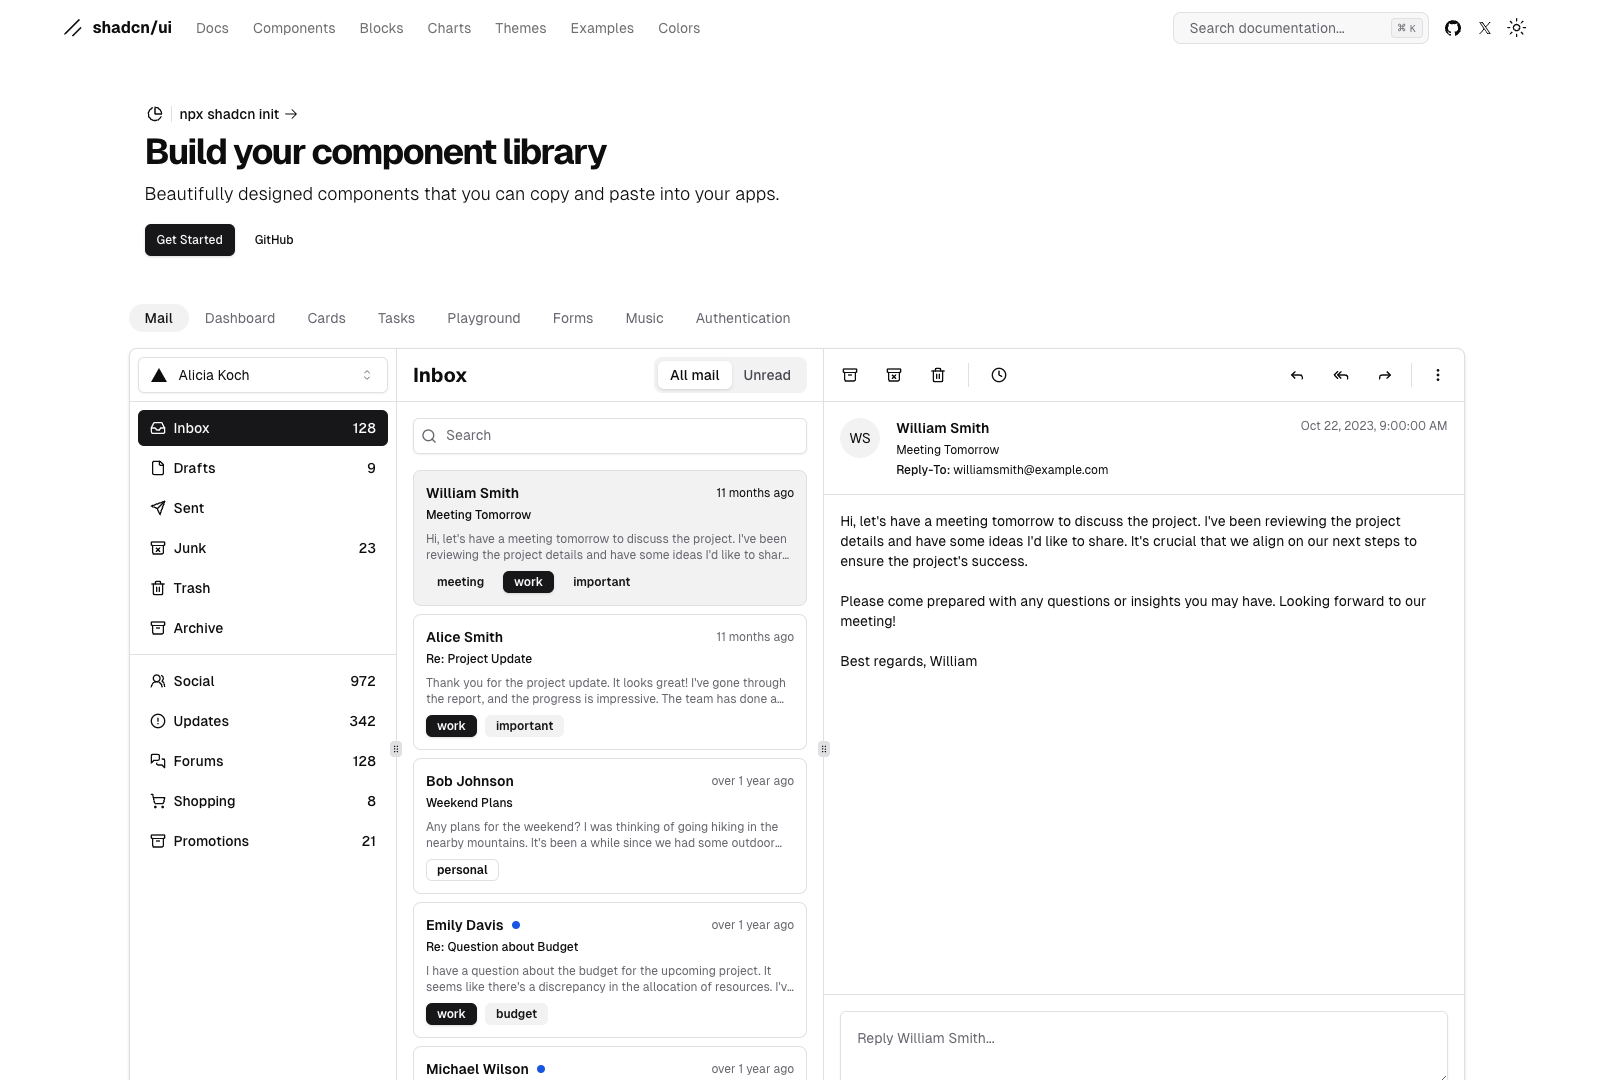 shadcn/ui Docs Components Blocks Charts Themes Examples Colors Search documentation... ⌘ K
npx shadcn init →
Build your component library
Beautifully designed components that you can copy and paste into your apps.
Get Started GitHub
Mail Dashboard Cards Tasks Playground Forms Music Authentication
Alicia Koch
Inbox 128
Drafts 9
Sent
Junk 23
Trash
Archive
Social 972
Updates 342
Forums 128
Shopping 8
Promotions 21
Inbox
All mail Unread
Search
William Smith 11 months ago
Meeting Tomorrow
Hi, let's have a meeting tomorrow to discuss the project. I've been
reviewing the project details and have some ideas I'd like to shar...
meeting work important
Alice Smith 11 months ago
Re: Project Update
Thank you for the project update. It looks great! I've gone through
the report, and the progress is impressive. The team has done a...
work important
Bob Johnson over 1 year ago
Weekend Plans
Any plans for the weekend? I was thinking of going hiking in the
nearby mountains. It's been a while since we had some outdoor...
personal
Emily Davis over 1 year ago
Re: Question about Budget
I have a question about the budget for the upcoming project. It
seems like there's a discrepancy in the allocation of resources. I'v...
work budget
Michael Wilson over 1 year ago
WS
William Smith Oct 22, 2023, 9:00:00 AM
Meeting Tomorrow
Reply-To: williamsmith@example.com
Hi, let's have a meeting tomorrow to discuss the project. I've been reviewing the project
details and have some ideas I'd like to share. It's crucial that we align on our next steps to
ensure the project's success.
Please come prepared with any questions or insights you may have. Looking forward to our
meeting!
Best regards, William
Reply William Smith...